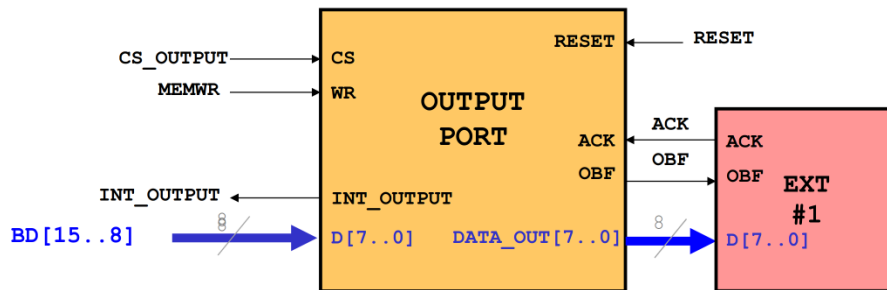 RESET
RESET
CS_OUTPUT
CS
MEMWR
WR
OUTPUT
PORT
ACK
ACK
ACK
OBF
OBF
OBF
EXT
#1
INT_OUTPUT
INT_OUTPUT
8
8
BD[15..8]
D[7..0]
DATA_OUT[7..0]
D[7..0]